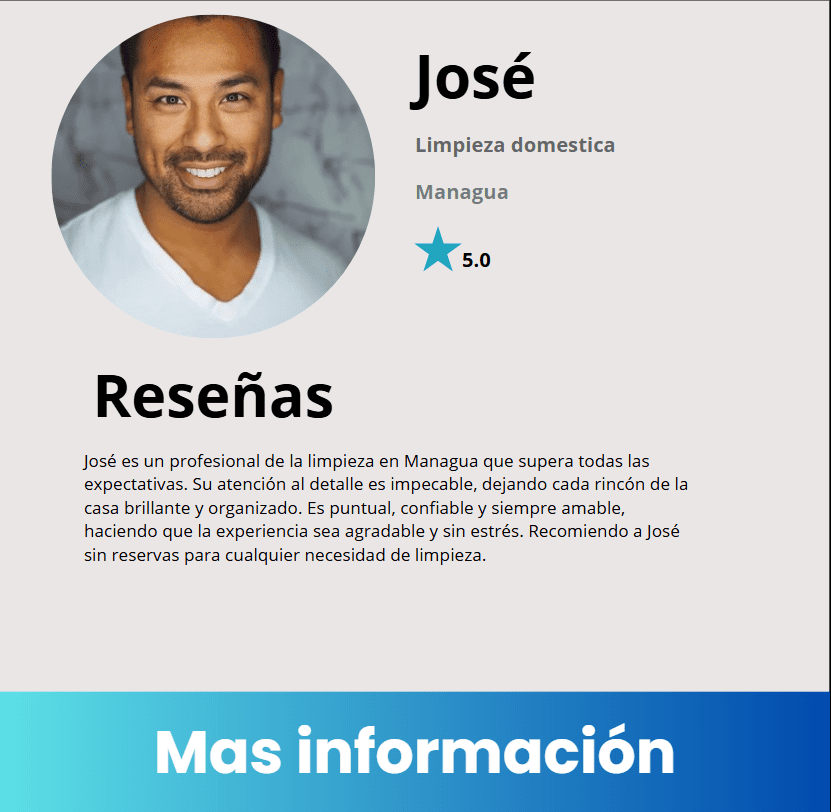 José
Limpieza domestica
Managua
5.0
Reseñas
José es un profesional de la limpieza en Managua que supera todas las
expectativas. Su atención al detalle es impecable, dejando cada rincón de la
casa brillante y organizado. Es puntual, confiable y siempre amable,
haciendo que la experiencia sea agradable y sin estrés. Recomiendo a José
sin reservas para cualquier necesidad de limpieza.
Mas información